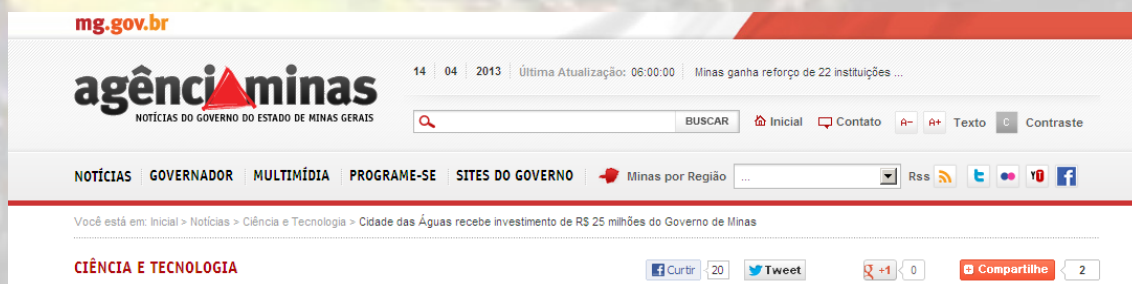 mg.gov.br
agênciaminas
NOTÍCIAS DO GOVERNO DO ESTADO DE MINAS GERAIS
14 04 2013 Última Atualização: 06:00:00 Minas ganha reforço de 22 instituições ...
BUSCAR Inicial Contato A- A+ Texto C Contraste
NOTÍCIAS GOVERNADOR MULTIMÍDIA PROGRAME-SE SITES DO GOVERNO Minas por Região ... Rss
Você está em: Inicial > Notícias > Ciência e Tecnologia > Cidade das Águas recebe investimento de R$ 25 milhões do Governo de Minas
CIÊNCIA E TECNOLOGIA Curtir 20 Tweet +1 0 Compartilhe 2